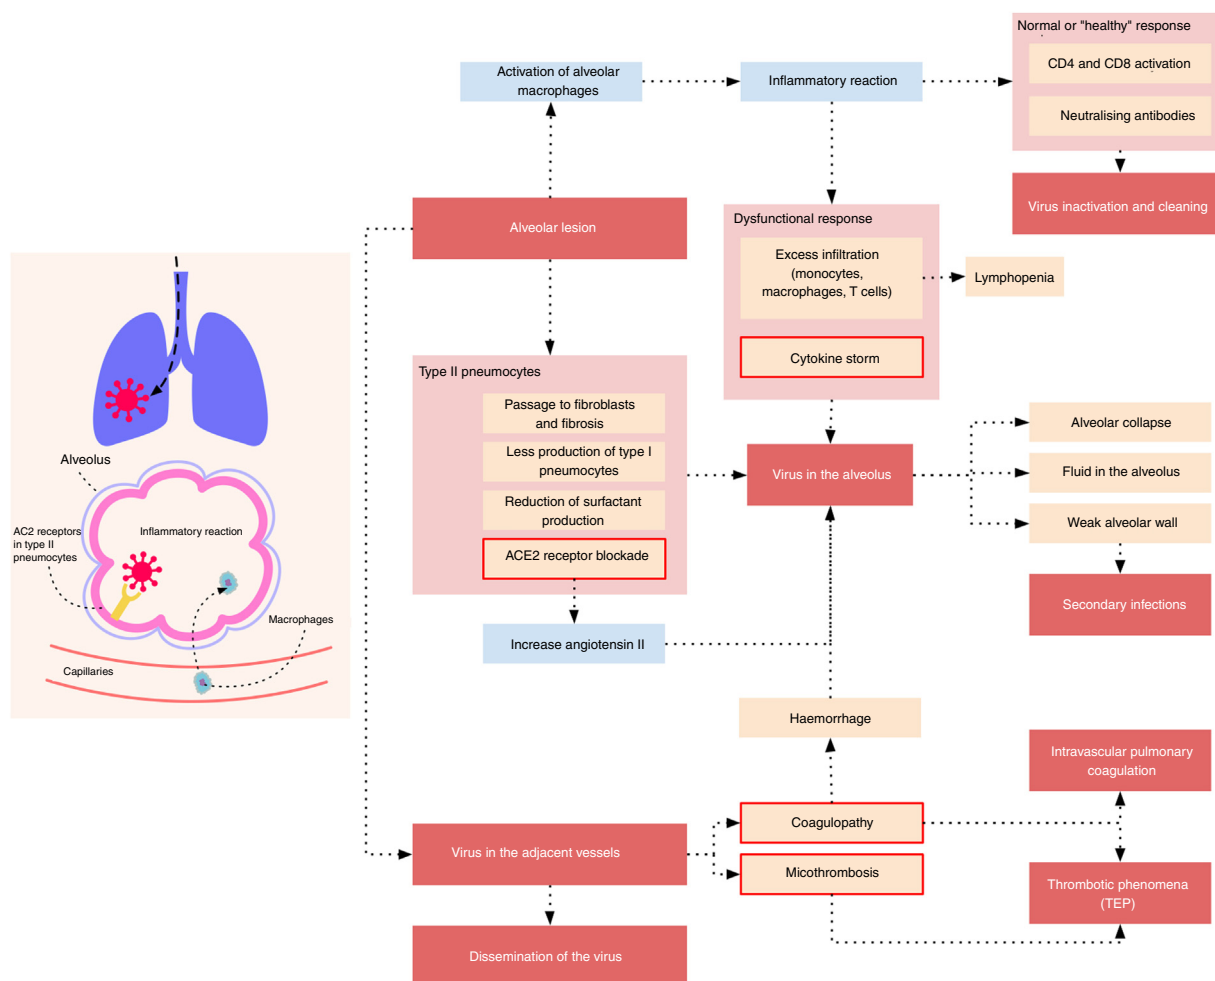 Normal or "healthy" response
CD4 and CD8 activation
Neutralising antibodies
Virus inactivation and cleaning
Activation of alveolar
macrophages
Inflammatory reaction
Alveolar lesion
Dysfunctional response
Excess infiltration
(monocytes,
macrophages, T cells)
Lymphopenia
Cytokine storm
Type II pneumocytes
Passage to fibroblasts
and fibrosis
Less production of type I
pneumocytes
Reduction of surfactant
production
ACE2 receptor blockade
Increase angiotensin II
Virus in the alveolus
Alveolar collapse
Fluid in the alveolus
Weak alveolar wall
Secondary infections
Alveolus
AC2 receptors
in type II
pneumocytes
Inflammatory reaction
Macrophages
Capillaries
Haemorrhage
Coagulopathy
Micothrombosis
Intravascular pulmonary
coagulation
Thrombotic phenomena
(TEP)
Virus in the adjacent vessels
Dissemination of the virus